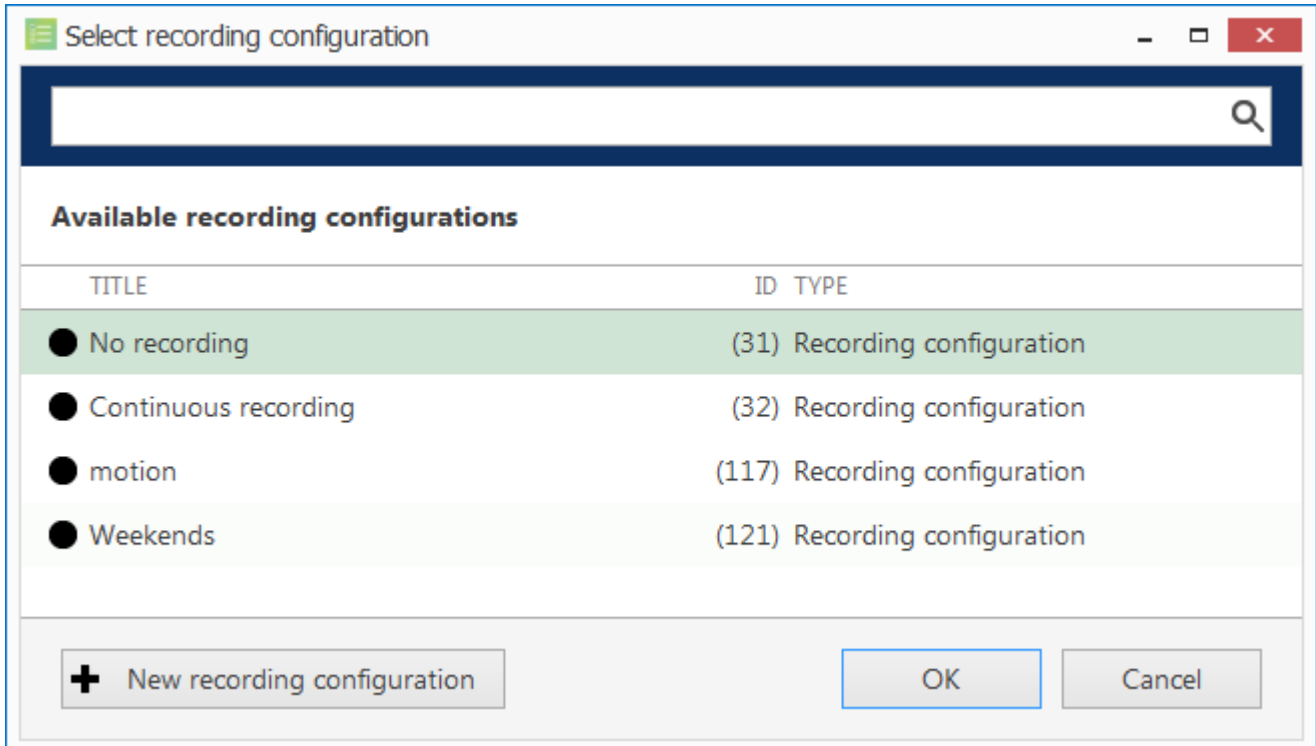 Select recording configuration
Available recording configurations
TITLE ID TYPE
No recording (31) Recording configuration
Continuous recording (32) Recording configuration
motion (117) Recording configuration
Weekends (121) Recording configuration
New recording configuration OK Cancel